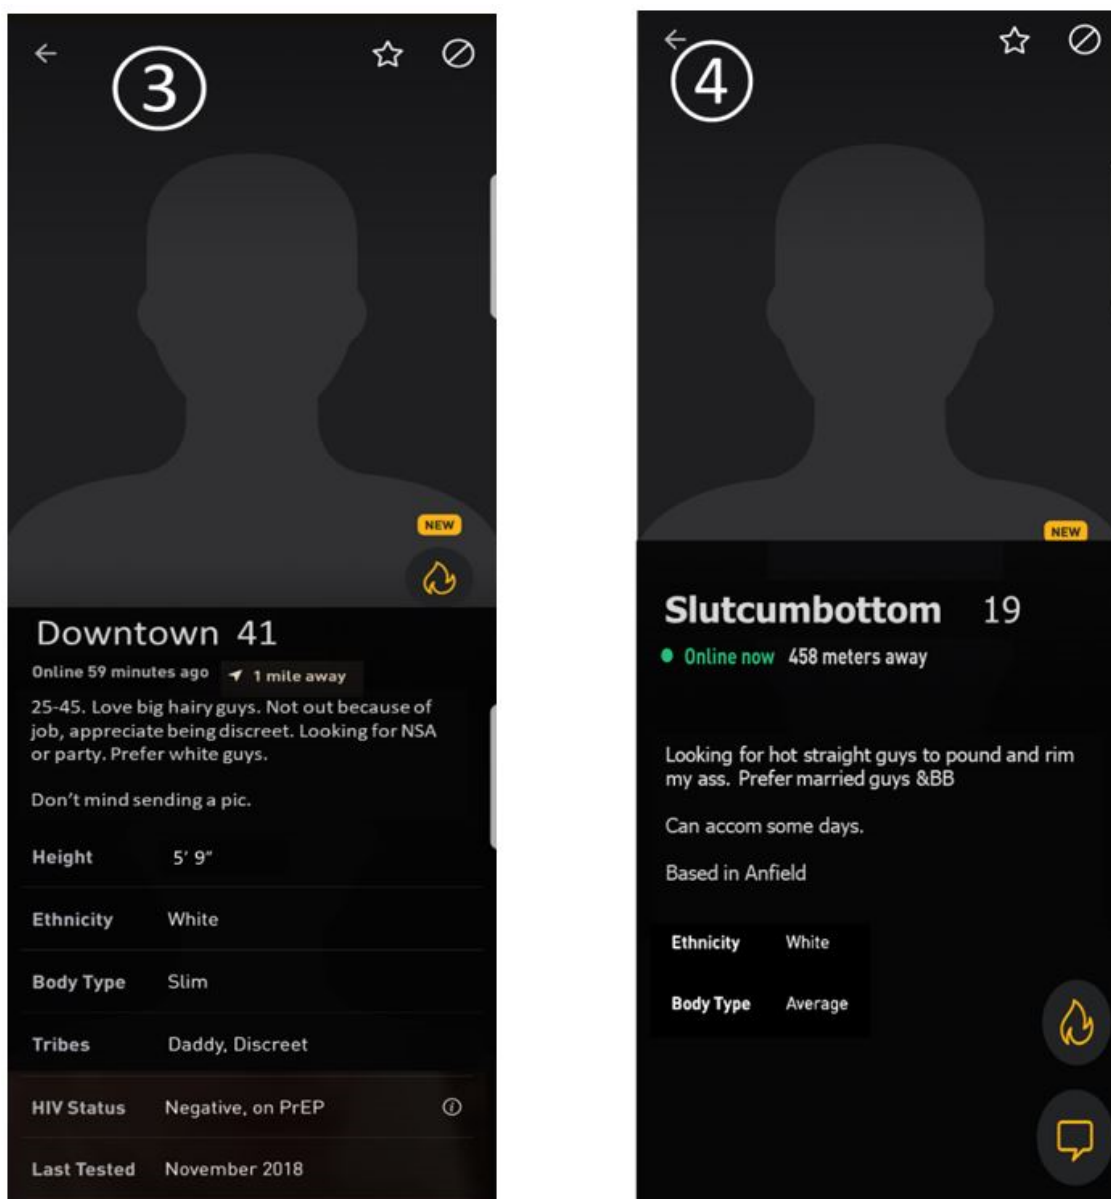 3
NEW
Downtown 41
Online 59 minutes ago 1 mile away
25-45. Love big hairy guys. Not out because of
job, appreciate being discreet. Looking for NSA
or party. Prefer white guys.
Don't mind sending a pic.
Height 5' 9"
Ethnicity White
Body Type Slim
Tribes Daddy, Discreet
HIV Status Negative, on PrEP
Last Tested November 2018
4
NEW
Slutcumbottom 19
Online now 458 meters away
Looking for hot straight guys to pound and rim
my ass. Prefer married guys &BB
Can accom some days.
Based in Anfield
Ethnicity White
Body Type Average